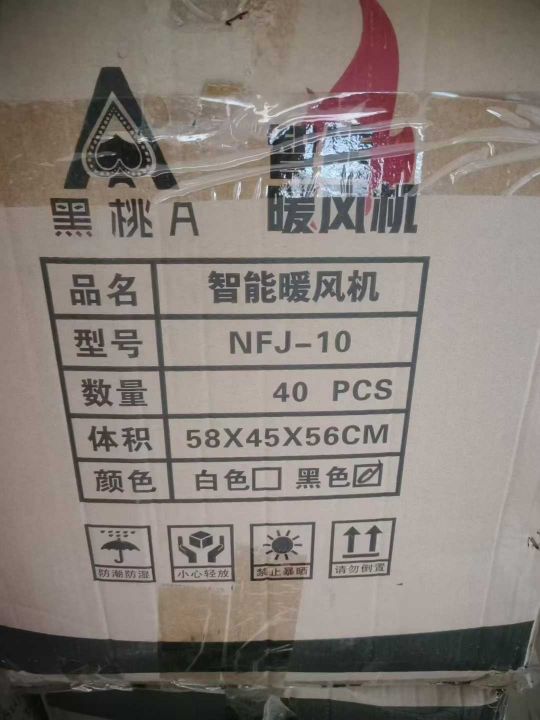 黑桃A
暖风机
品名 智能暖风机
型号 NFJ-10
数量 40 PCS
体积 58X45X56CM
颜色 白色 黑色
防潮防湿 小心轻放 禁止暴晒 请勿倒置